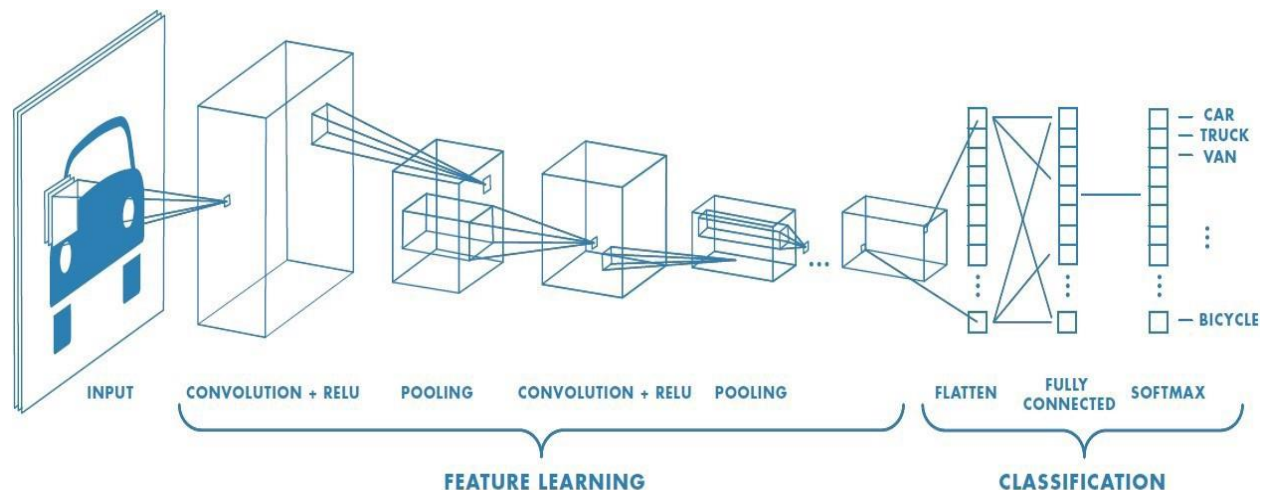 CAR
TRUCK
VAN
BICYCLE
INPUT
CONVOLUTION + RELU
POOLING
CONVOLUTION + RELU
POOLING
FLATTEN
FULLY
CONNECTED
SOFTMAX
FEATURE LEARNING
CLASSIFICATION